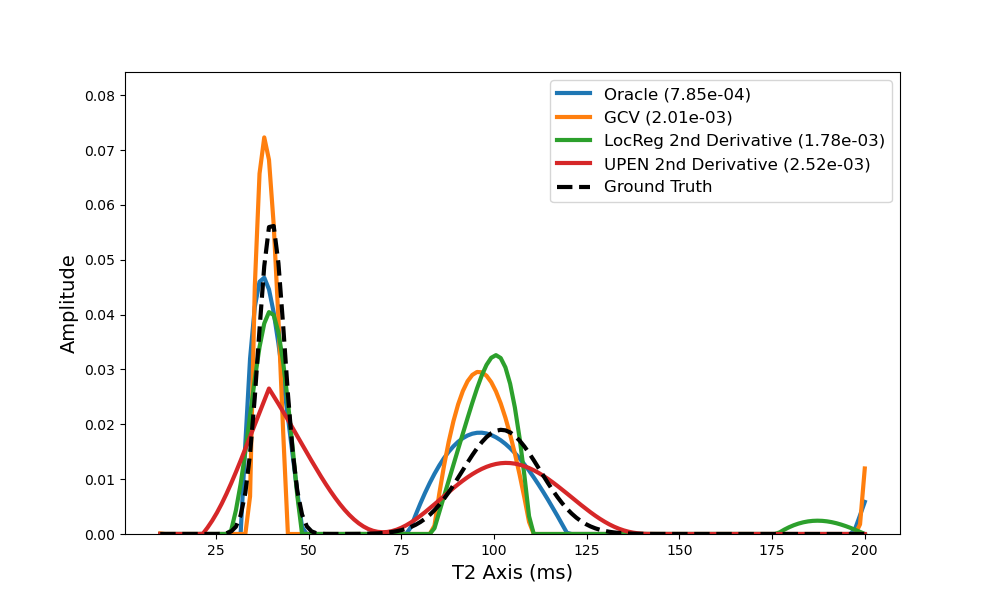 Oracle (7.85e-04)
GCV (2.01e-03)
LocReg 2nd Derivative (1.78e-03)
UPEN 2nd Derivative (2.52e-03)
Ground Truth
Amplitude
0.08
0.07
0.06
0.05
0.04
0.03
0.02
0.01
0.00
25 50 75 100 125 150 175 200
T2 Axis (ms)